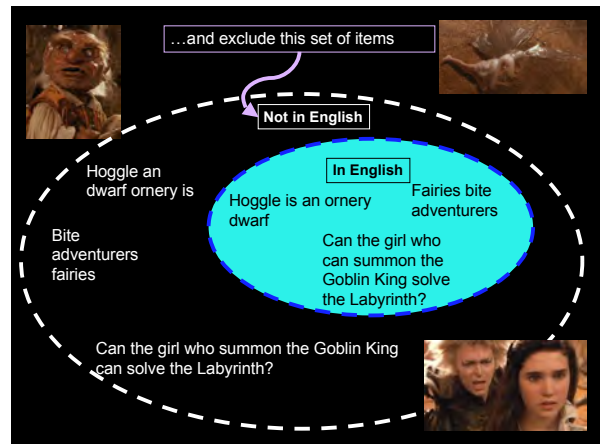 …and exclude this set of items
Not in English
Hoggle an
dwarf ornery is
In English
Hoggle is an ornery
dwarf
Fairies bite
adventurers
Bite
adventurers
fairies
Can the girl who
can summon the
Goblin King solve
the Labyrinth?
Can the girl who summon the Goblin King
can solve the Labyrinth?